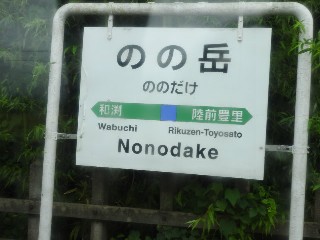 のの岳
ののだけ
和渕 陸前豊里
Wabuchi Rikuzen-Toyosato
Nonodake